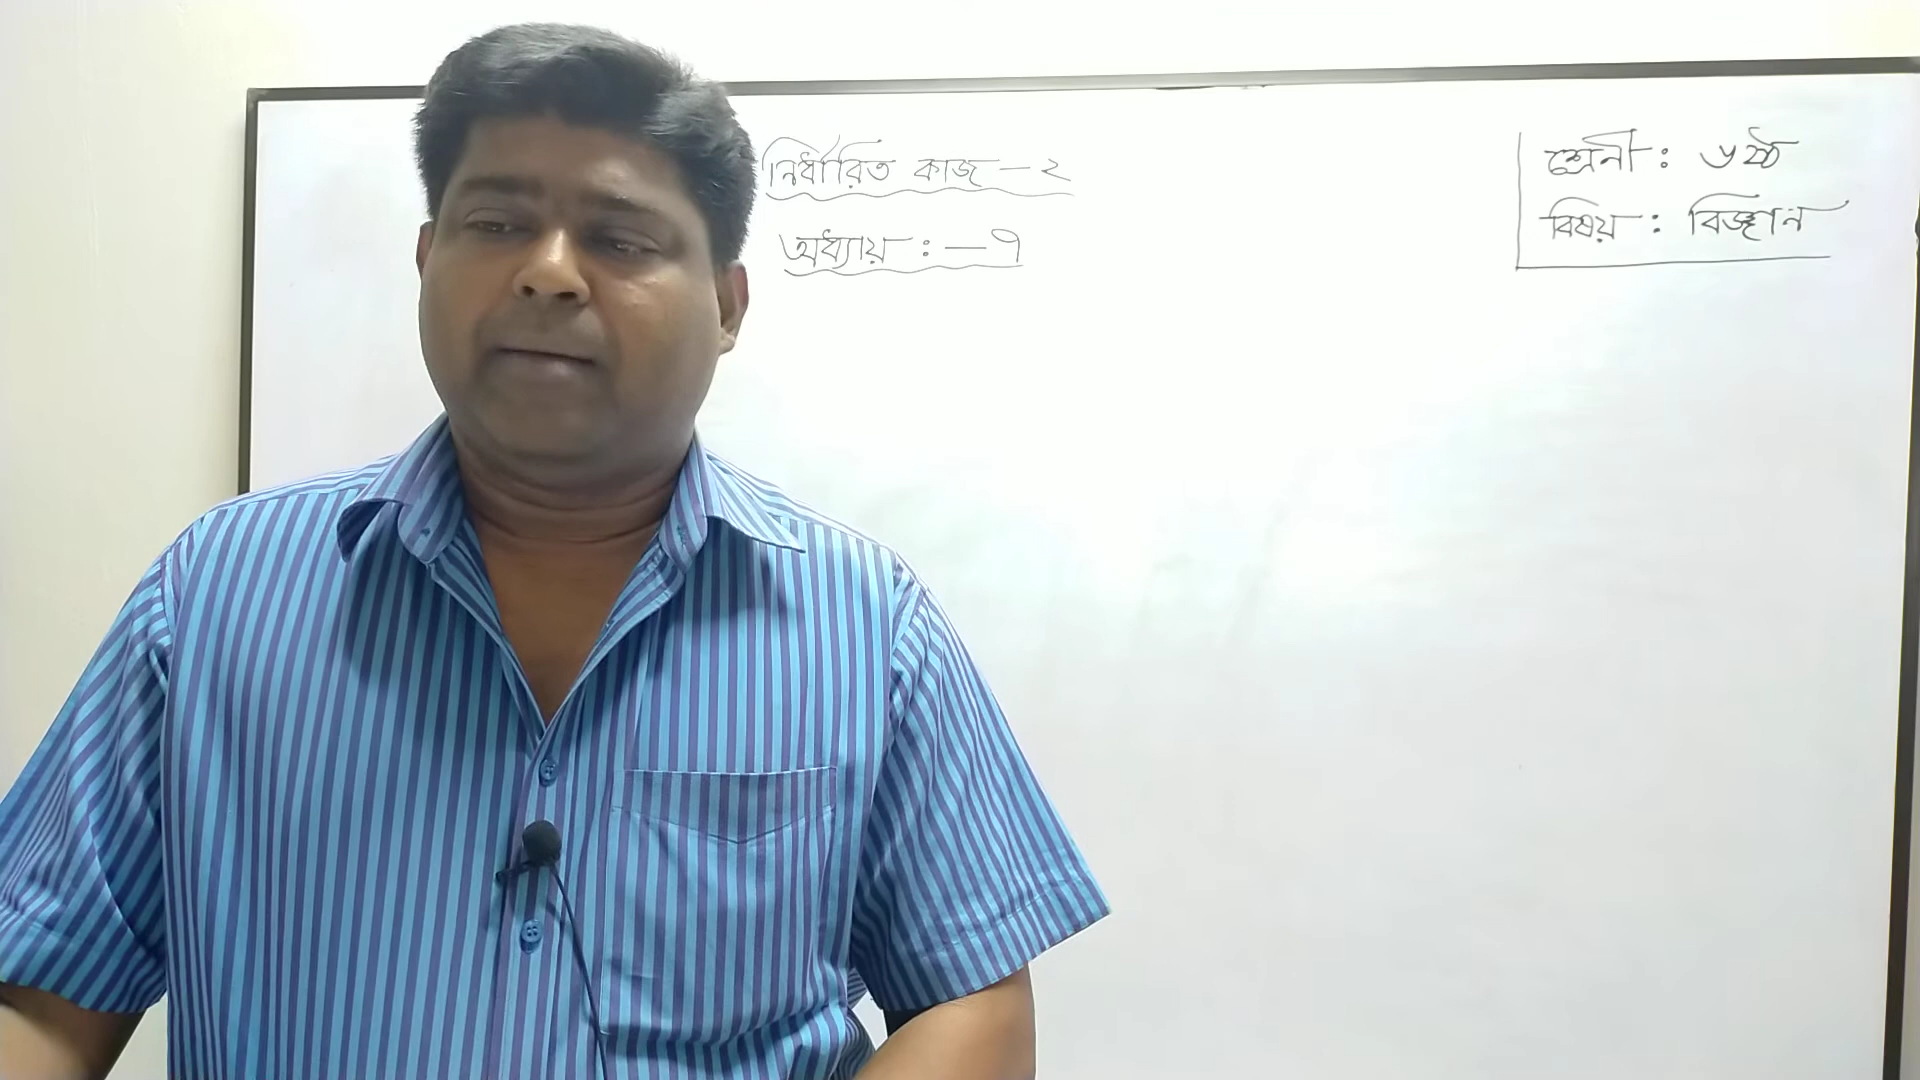 নির্ধারিত কাজ - ২
অধ্যায় : - ৭
শ্রেনী : ৬ষ্ঠ
বিষয় : বিজ্ঞান